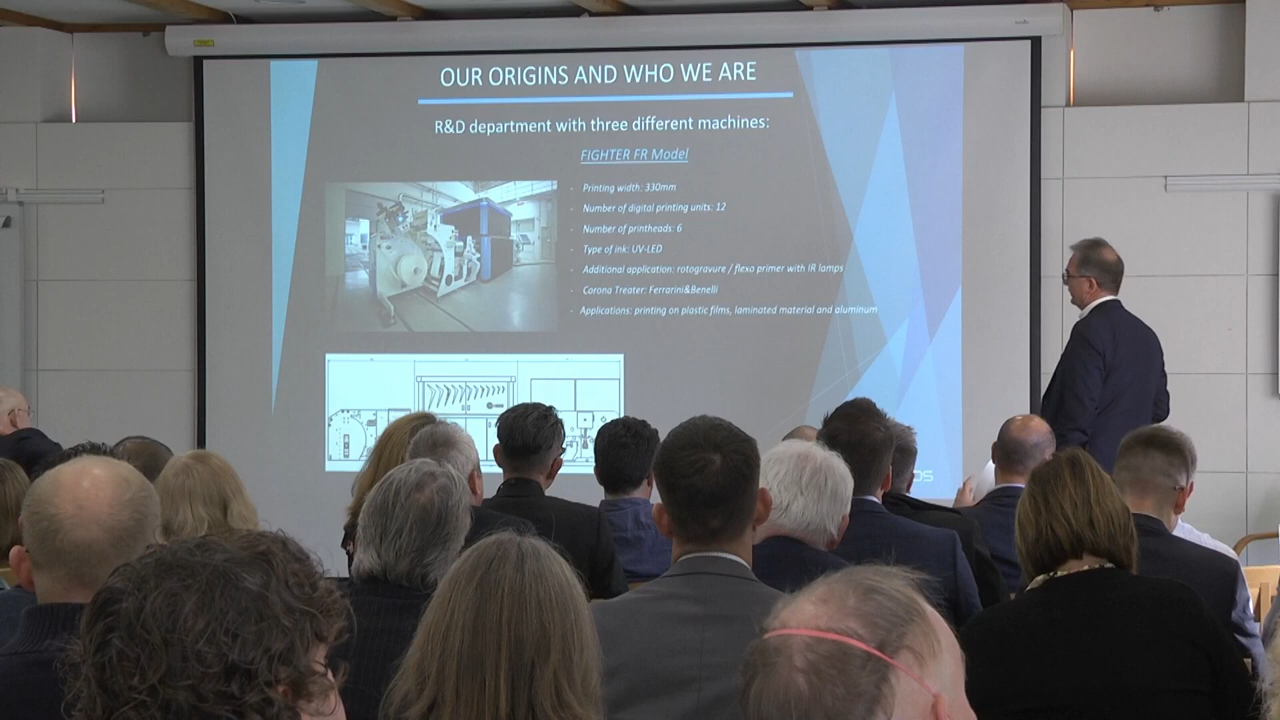 OUR ORIGINS AND WHO WE ARE
R&D department with three different machines:
FIGHTER FR Model
- Printing width: 330mm
- Number of digital printing units: 12
- Number of printheads: 6
- Type of ink: UV-LED
- Additional application: rotogravure / flexo primer with IR lamps
- Corona Treater: Ferrarini&Benelli
- Applications: printing on plastic films, laminated material and aluminum